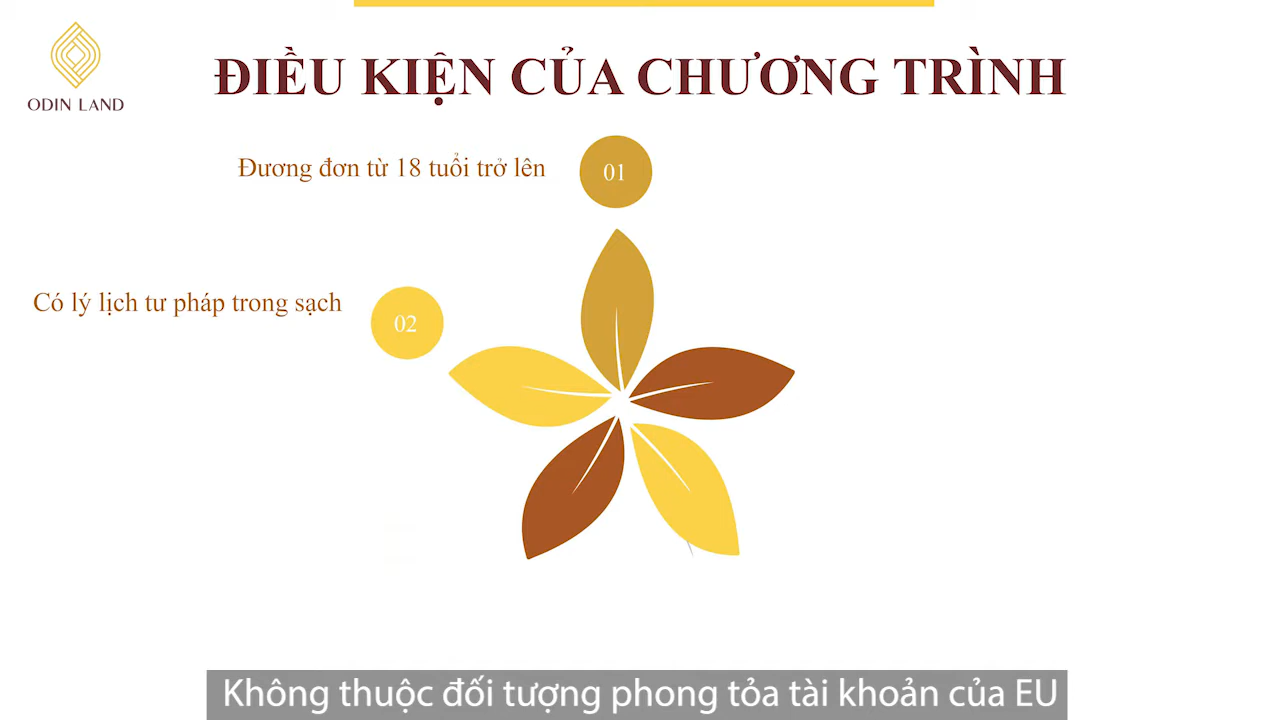 ODIN LAND
ĐIỀU KIỆN CỦA CHƯƠNG TRÌNH
Đương đơn từ 18 tuổi trở lên
01
Có lý lịch tư pháp trong sạch
02
Không thuộc đối tượng phong tỏa tài khoản của EU